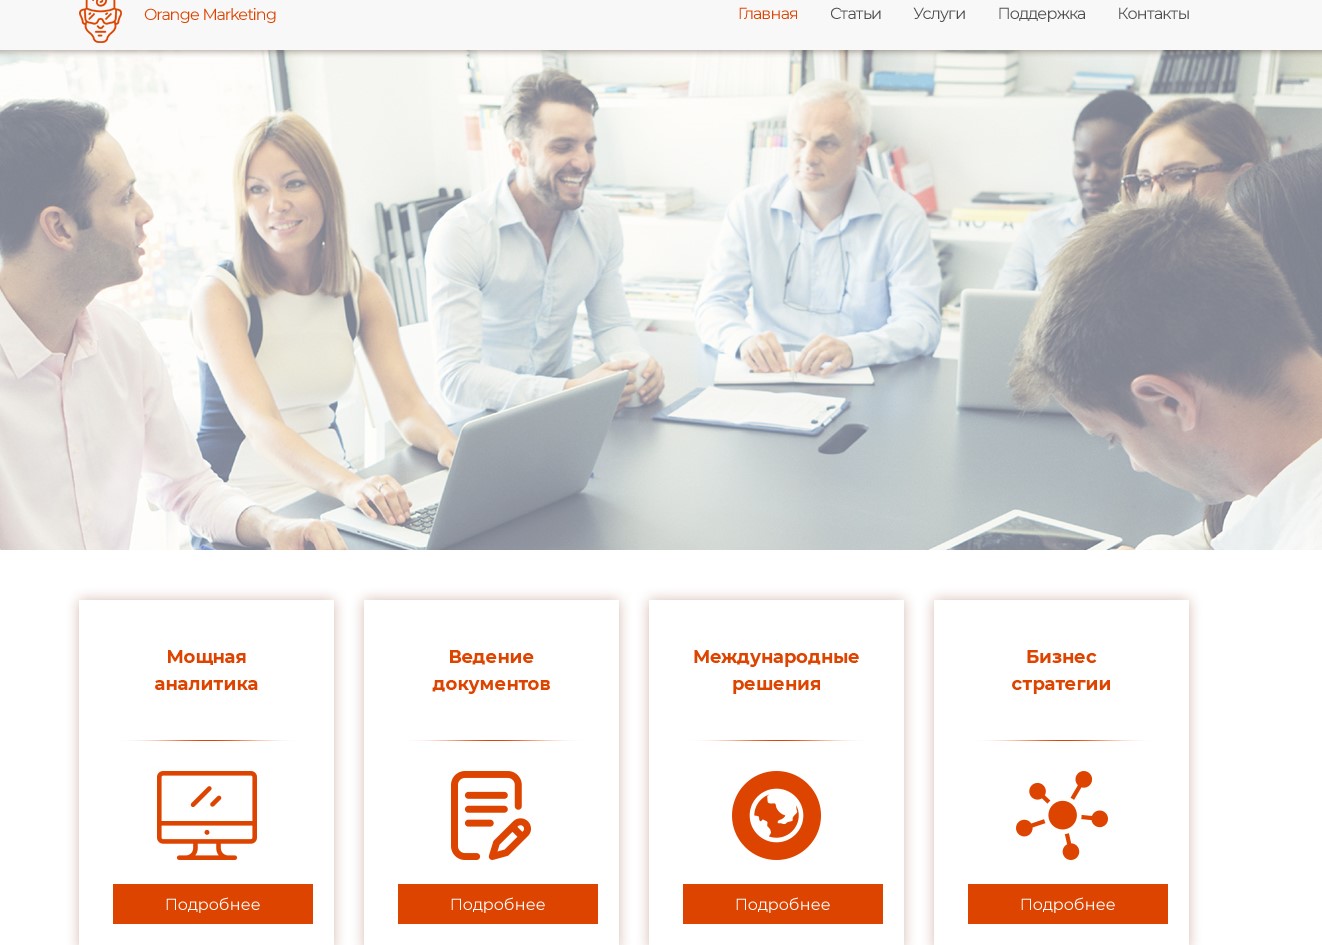 Orange Marketing
Главная Статьи Услуги Поддержка Контакты
Мощная
аналитика
Ведение
документов
Международные
решения
Бизнес
стратегии
Подробнее
Подробнее
Подробнее
Подробнее